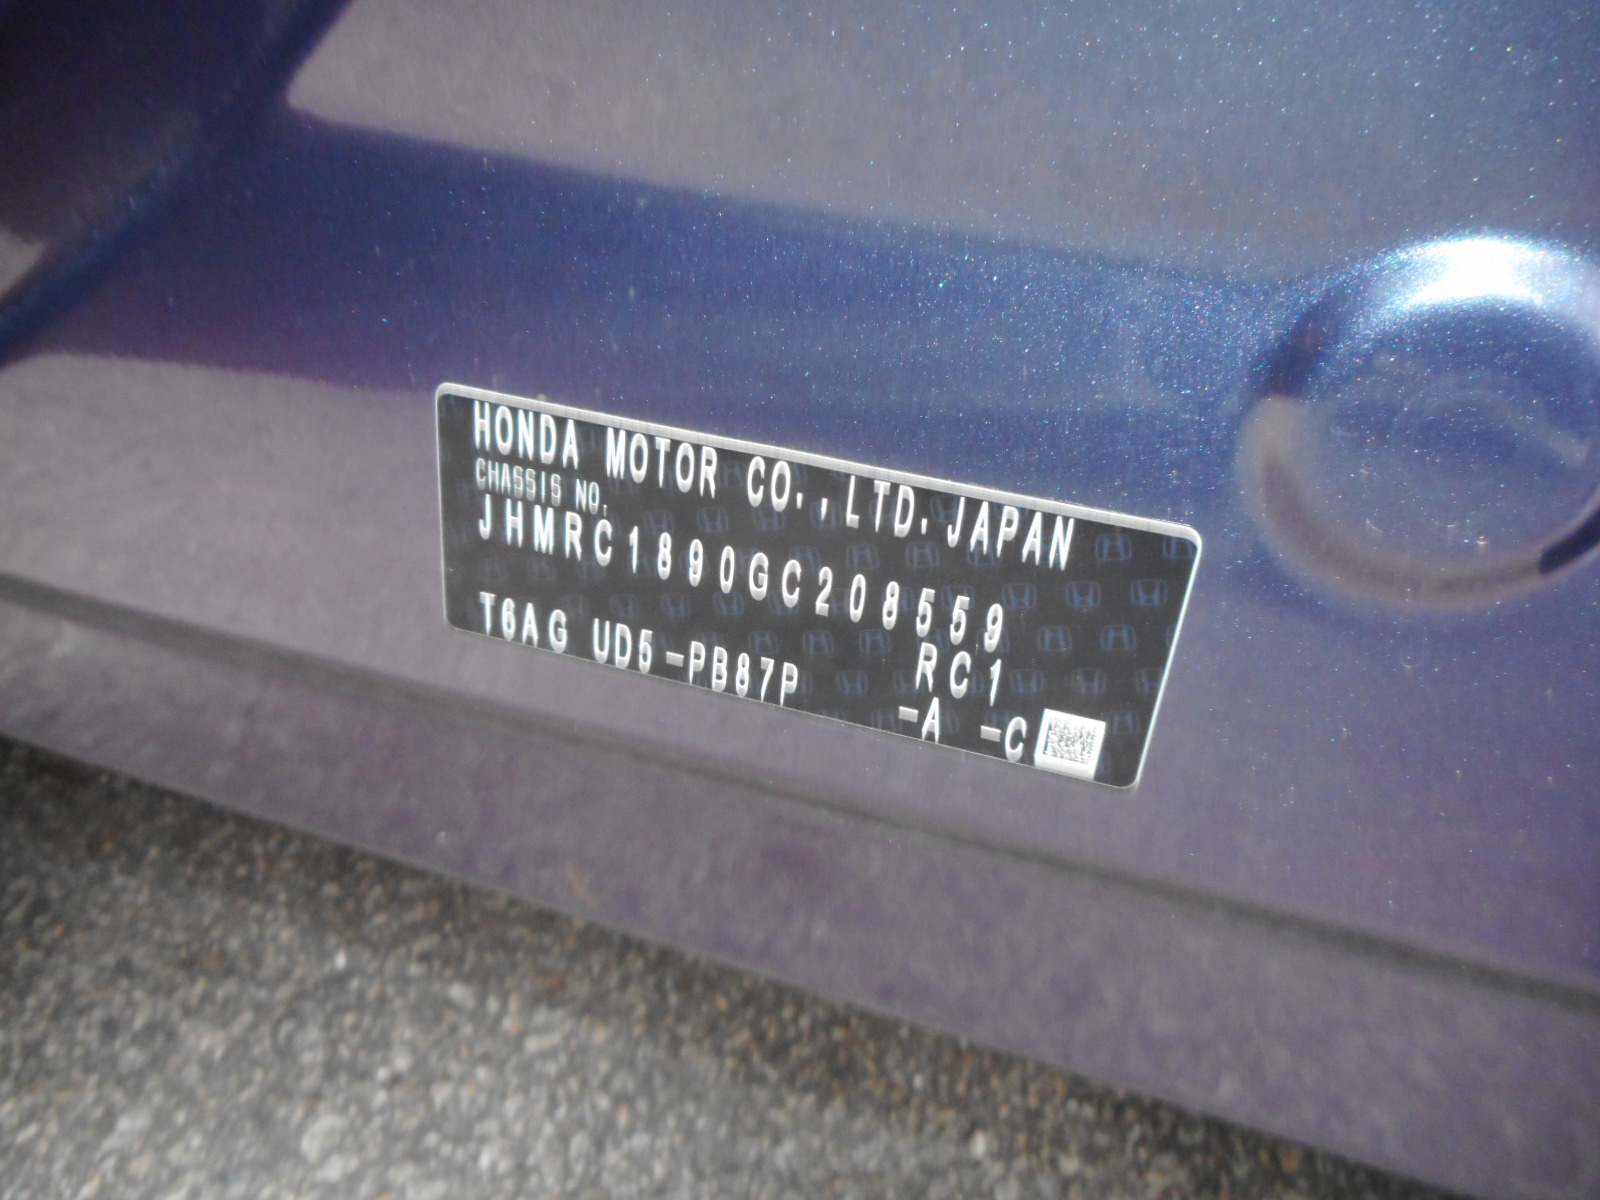 HONDA MOTOR CO.,LTD. JAPAN
CHASSIS NO.
JHMRC1890GC208559
RC1
T6AG UD5-PB87P -A -C